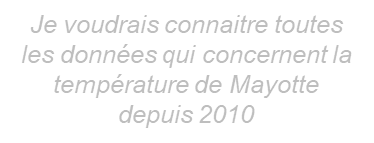 Je voudrais connaitre toutes
les données qui concernent la
température de Mayotte
depuis 2010